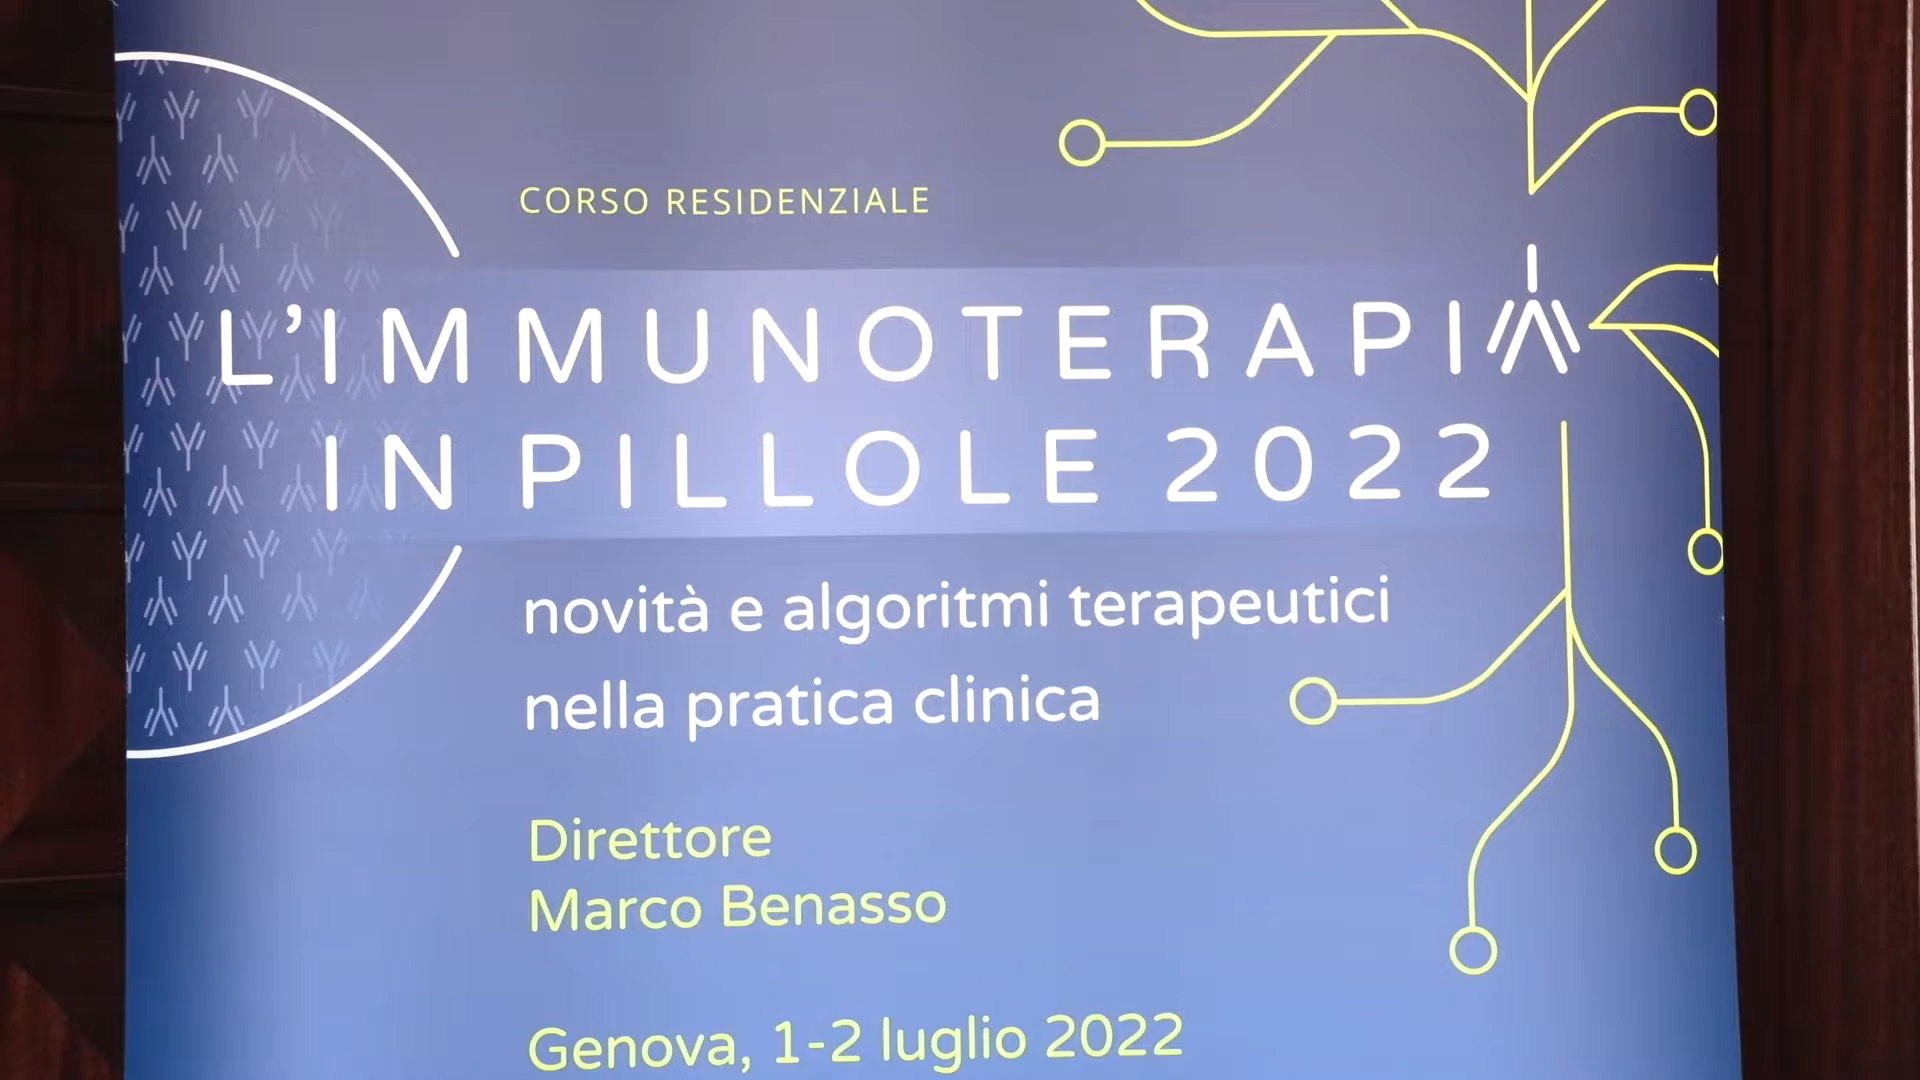 CORSO RESIDENZIALE
L’IMMUNOTERAPIA
IN PILLOLE 2022
novità e algoritmi terapeutici
nella pratica clinica
Direttore
Marco Benasso
Genova, 1-2 luglio 2022